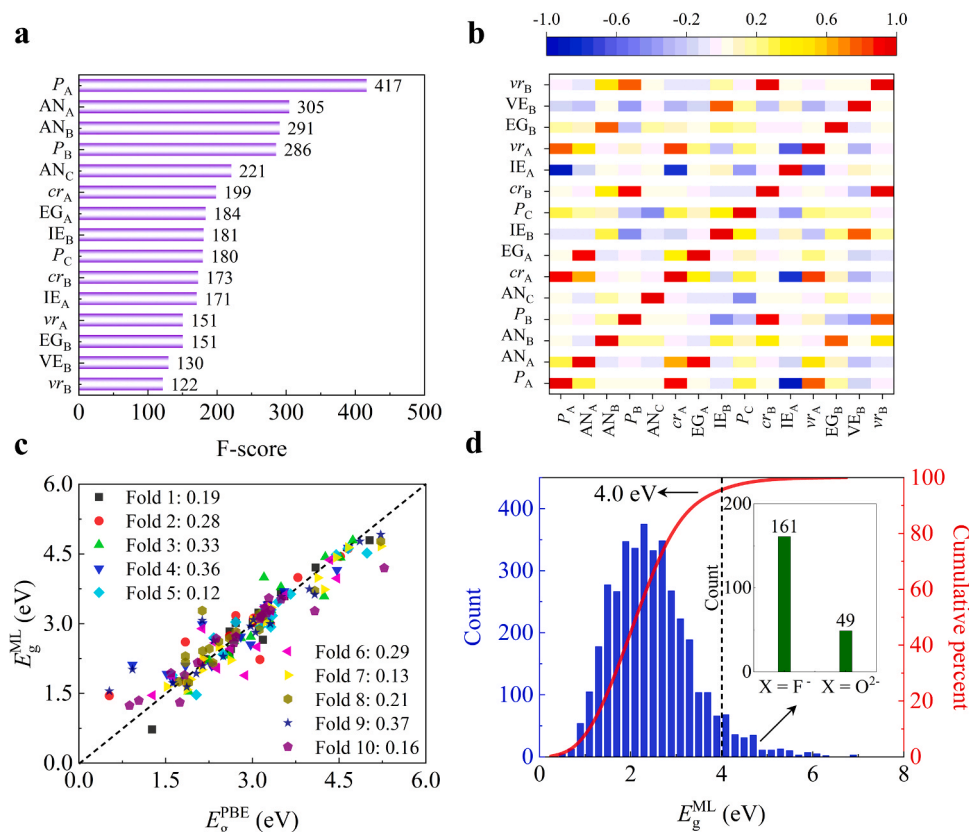 a
P_A 417
AN_A 305
AN_B 291
P_B 286
AN_C 221
cr_A 199
EG_A 184
IE_B 181
P_C 180
cr_B 173
IE_A 171
vr_A 151
EG_B 151
VE_B 130
vr_B 122
0 100 200 300 400 500
F-score
b
-1.0 -0.6 -0.2 0.2 0.6 1.0
vr_B
VE_B
EG_B
vr_A
IE_A
cr_B
P_C
IE_B
EG_A
cr_A
AN_C
P_B
AN_B
AN_A
P_A
P_A AN_A AN_B P_B AN_C cr_A EG_A IE_B P_C cr_B IE_A vr_A EG_B VE_B vr_B
c
6.0
4.5
3.0
1.5
0.0
E_g^ML (eV)
Fold 1: 0.19
Fold 2: 0.28
Fold 3: 0.33
Fold 4: 0.36
Fold 5: 0.12
Fold 6: 0.29
Fold 7: 0.13
Fold 8: 0.21
Fold 9: 0.37
Fold 10: 0.16
0.0 1.5 3.0 4.5 6.0
E_g^PBE (eV)
d
400
300
200
100
0
Count
4.0 eV
200
100
0
Count
161
49
X = F^- X = O^2-
100
80
60
40
20
0
Cumulative percent
0 2 4 6 8
E_g^ML (eV)